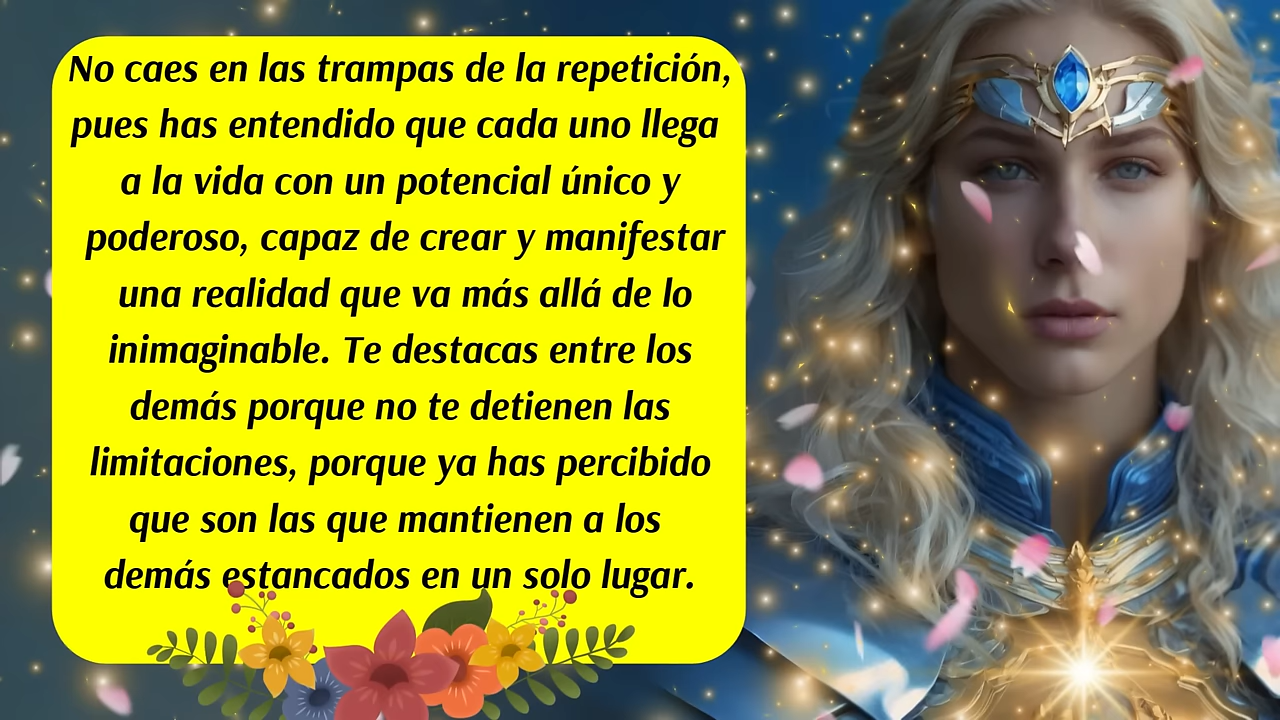 No caes en las trampas de la repetición,
pues has entendido que cada uno llega
a la vida con un potencial único y
poderoso, capaz de crear y manifestar
una realidad que va más allá de lo
inimaginable. Te destacas entre los
demás porque no te detienen las
limitaciones, porque ya has percibido
que son las que mantienen a los
demás estancados en un solo lugar.